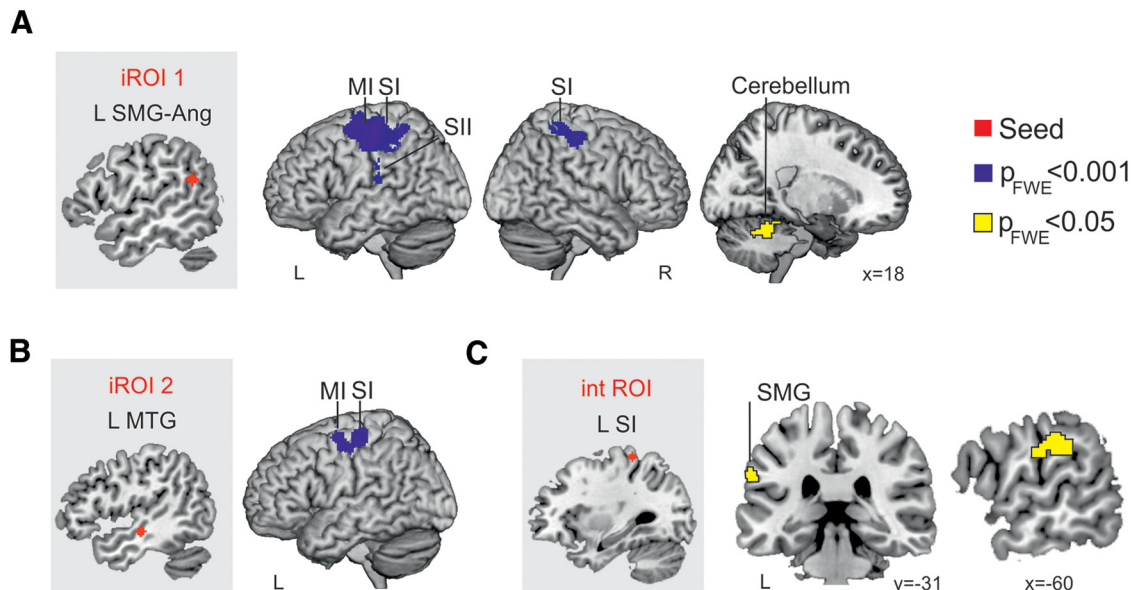 A
iROI 1
L SMG-Ang
MI SI
SII
SI
Cerebellum
L
R
x=18
Seed
pFWE<0.001
pFWE<0.05
B
iROI 2
L MTG
MI SI
L
C
int ROI
L SI
SMG
L
y=-31
x=-60